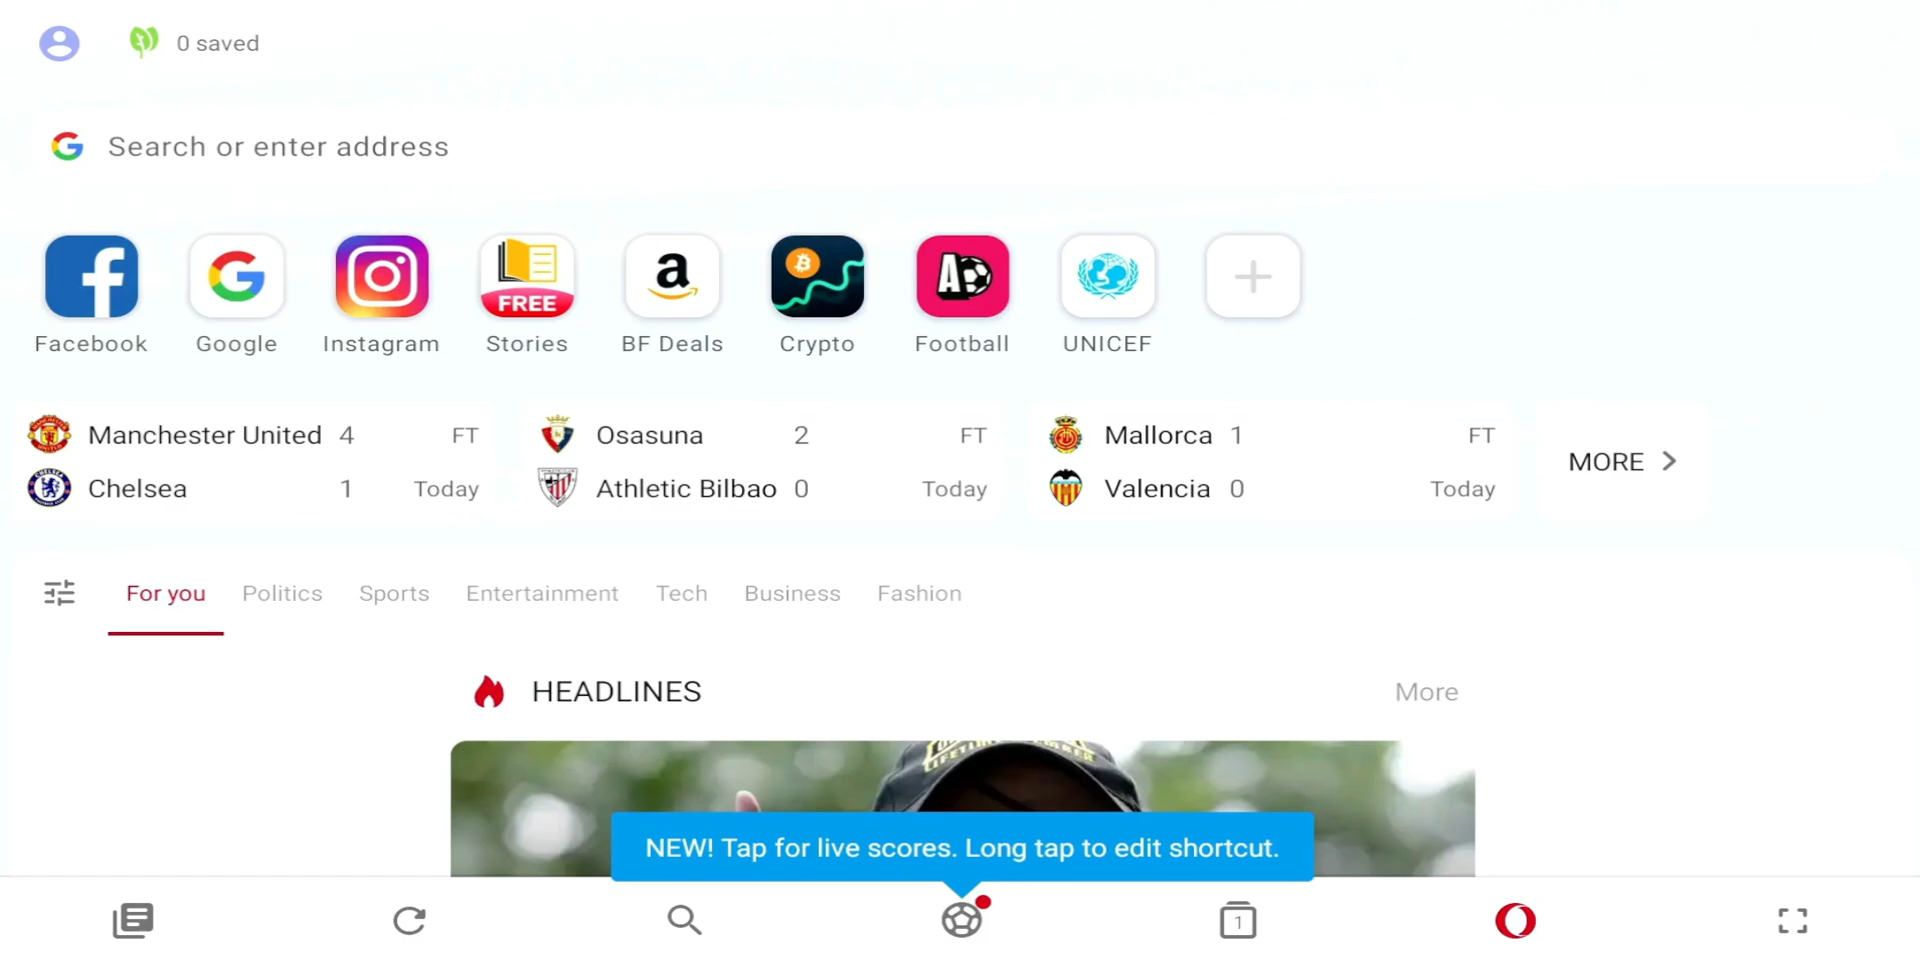 0 saved
Search or enter address
FREE
a
A
Facebook
Google
Instagram
Stories
BF Deals
Crypto
Football
UNICEF
Manchester United 4 FT
Chelsea 1 Today
Osasuna 2 FT
Athletic Bilbao 0 Today
Mallorca 1 FT
Valencia 0 Today
MORE
For you
Politics
Sports
Entertainment
Tech
Business
Fashion
HEADLINES
More
NEW! Tap for live scores. Long tap to edit shortcut.
1